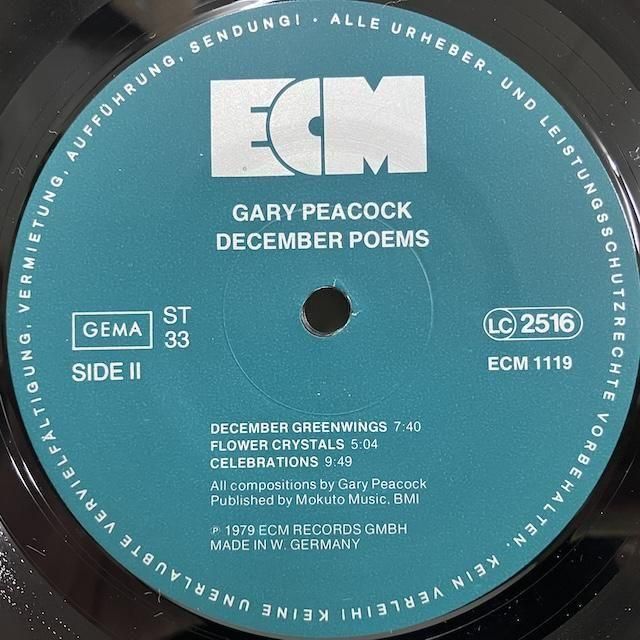 ALLE URHEBER- UND LEISTUNGSSCHUTZRECHTE VORBEHALTEN. KEIN VERLEIH! KEINE UNERLAUBTE VERVIELFÄLTIGUNG, VERMIETUNG, AUFFÜHRUNG, SENDUNG! ·
ECM
GARY PEACOCK
DECEMBER POEMS
GEMA
ST
33
SIDE II
LC 2516
ECM 1119
DECEMBER GREENWINGS 7:40
FLOWER CRYSTALS 5:04
CELEBRATIONS 9:49
All compositions by Gary Peacock
Published by Mokuto Music, BMI
℗ 1979 ECM RECORDS GMBH
MADE IN W. GERMANY